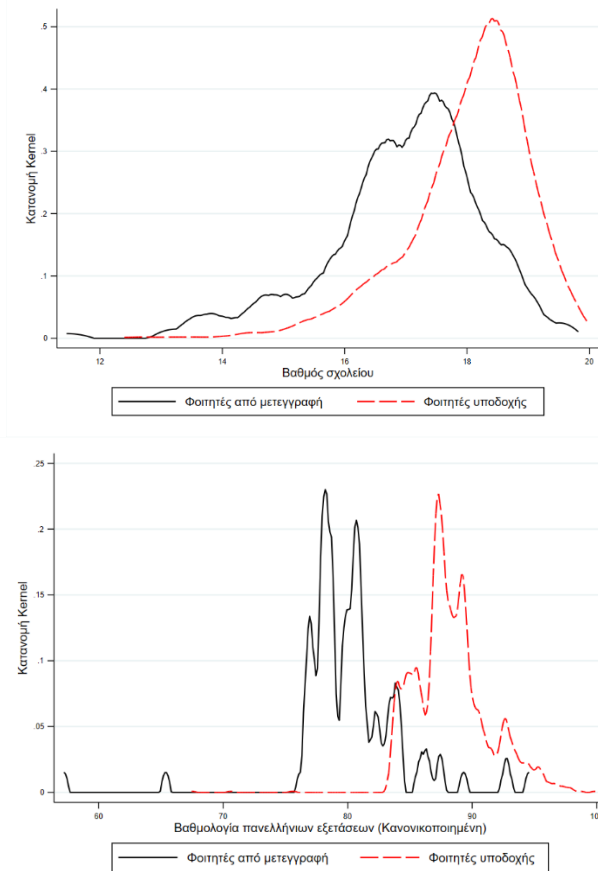 Κατανομή Kernel
.5
.4
.3
.2
.1
0
12
14
16
18
20
Βαθμός σχολείου
Φοιτητές από μετεγγραφή
Φοιτητές υποδοχής
Κατανομή Kernel
.25
.2
.15
.1
.05
0
60
70
80
90
10
Βαθμολογία πανελλήνιων εξετάσεων (Κανονικοποιημένη)
Φοιτητές από μετεγγραφή
Φοιτητές υποδοχής